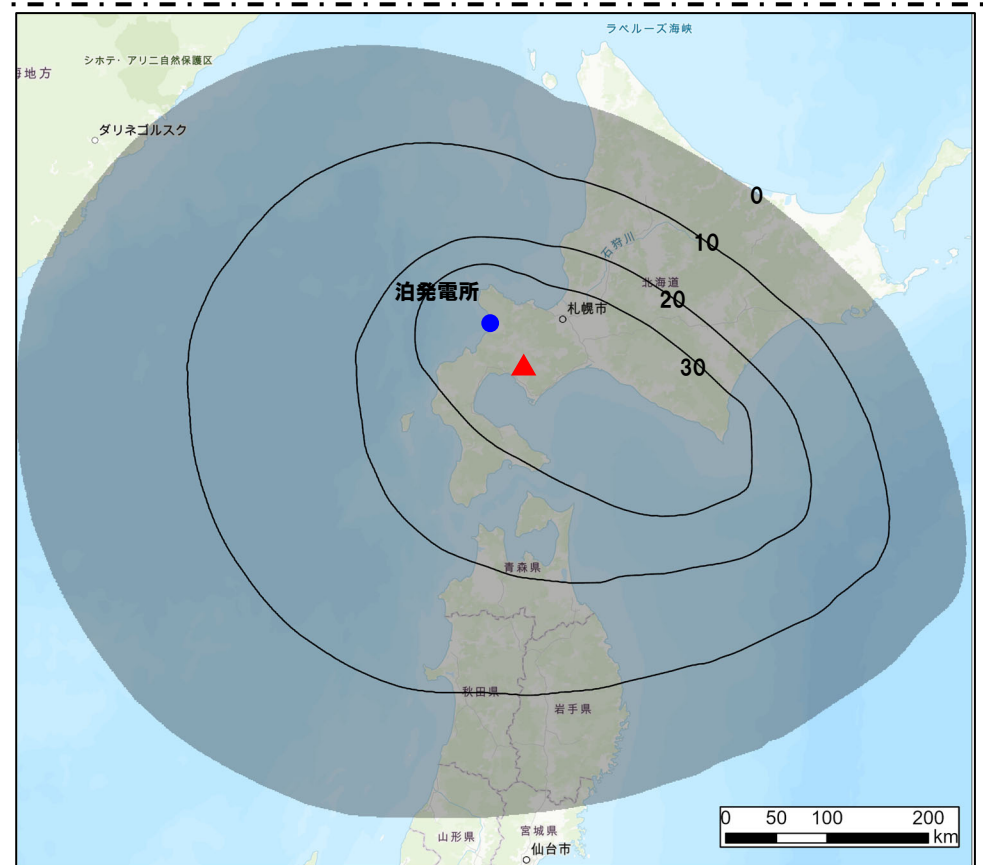 ラペルーズ海峡
シホテ・アリニ自然保護区
海地方
ダリネゴルスク
0
10
石狩川
北海道
20
泊発電所
札幌市
30
青森県
秋田県
岩手県
山形県
宮城県
仙台市
0 50 100 200
km